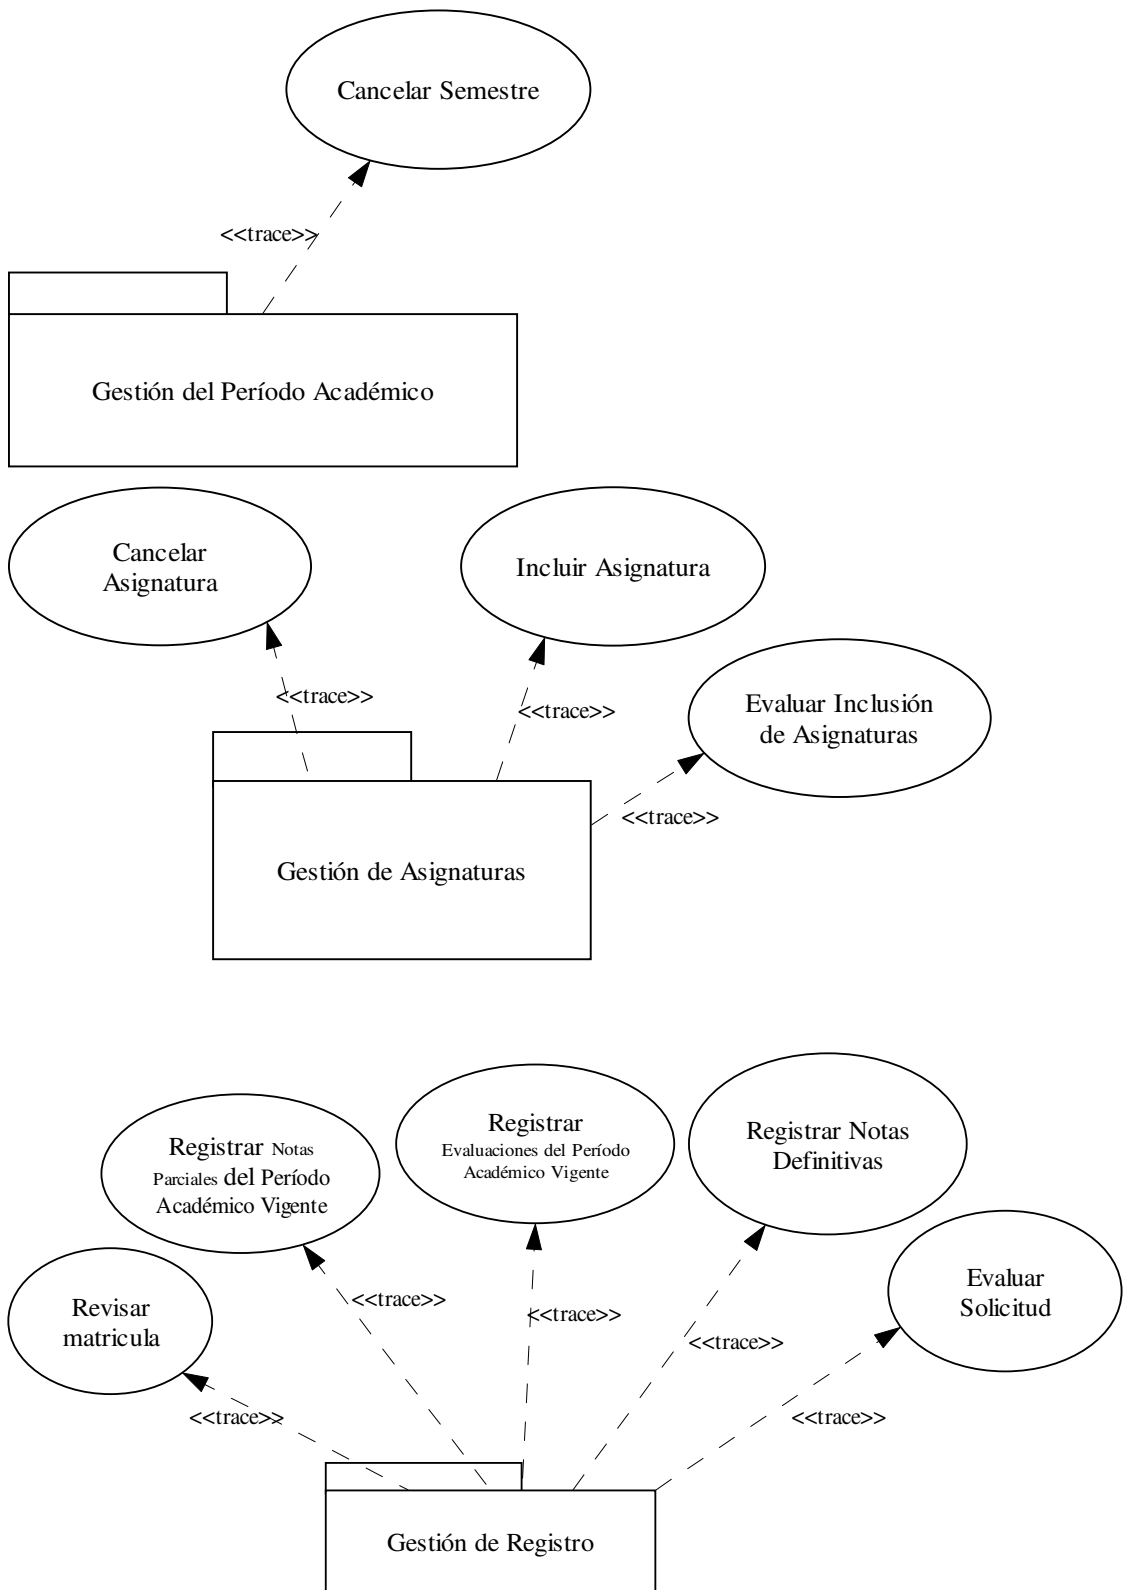 Cancelar Semestre
<<trace>>
Gestión del Período Académico
Cancelar
Asignatura
Incluir Asignatura
<<trace>>
<<trace>>
Evaluar Inclusión
de Asignaturas
<<trace>>
Gestión de Asignaturas
Registrar Notas
Parciales del Período
Académico Vigente
Registrar
Evaluaciones del Período
Académico Vigente
Registrar Notas
Definitivas
Revisar
matricula
Evaluar
Solicitud
<<trace>>
<<trace>>
<<trace>>
<<trace>>
<<trace>>
Gestión de Registro